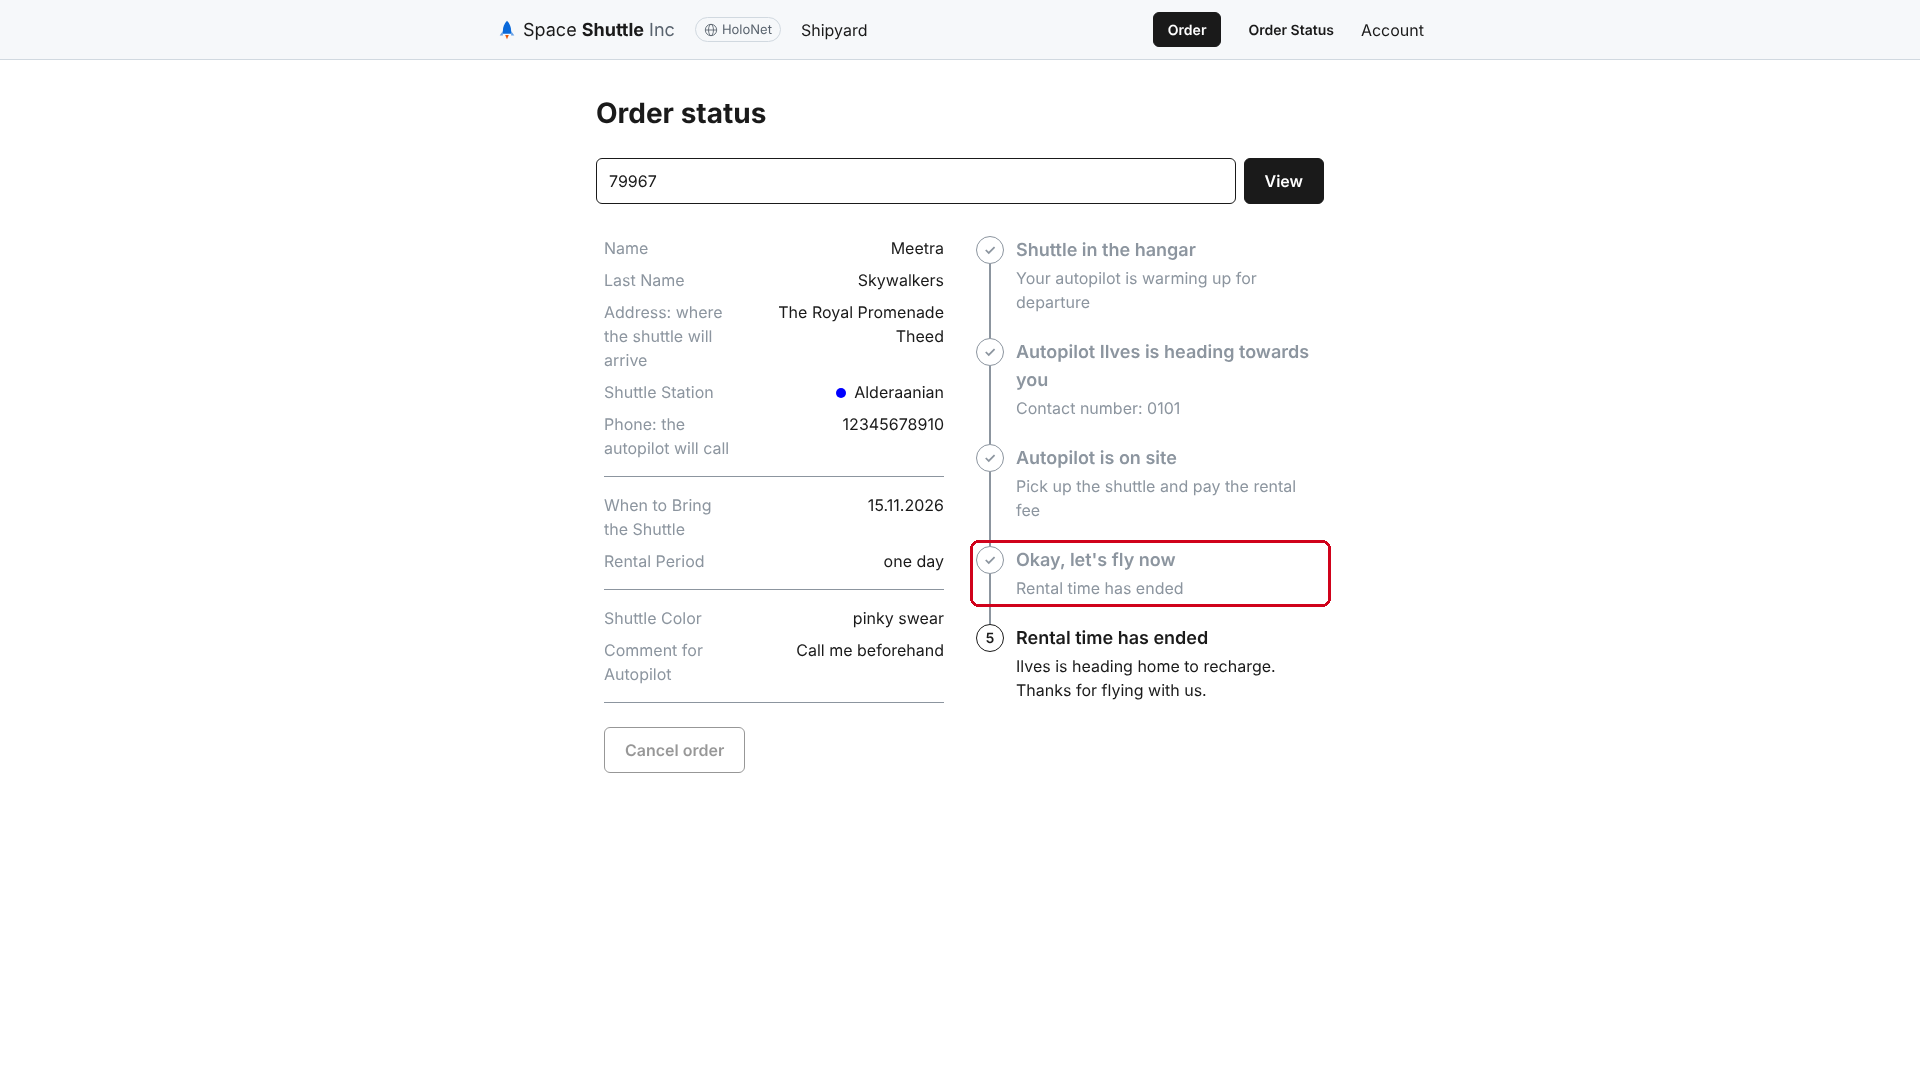 Space Shuttle Inc
HoloNet
Shipyard
Order
Order Status
Account
Order status
79967
View
Name
Meetra
Last Name
Skywalkers
Address: where
the shuttle will
arrive
The Royal Promenade
Theed
Shuttle Station
Alderaanian
Phone: the
autopilot will call
12345678910
When to Bring
the Shuttle
15.11.2026
Rental Period
one day
Shuttle Color
pinky swear
Comment for
Autopilot
Call me beforehand
Cancel order
Shuttle in the hangar
Your autopilot is warming up for
departure
Autopilot Ilves is heading towards
you
Contact number: 0101
Autopilot is on site
Pick up the shuttle and pay the rental
fee
Okay, let's fly now
Rental time has ended
5
Rental time has ended
Ilves is heading home to recharge.
Thanks for flying with us.